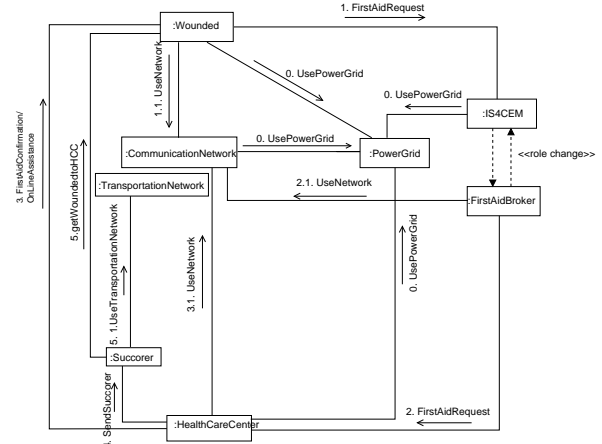 1. FirstAidRequest
:Wounded
0. UsePowerGrid
1.1. UseNetwork
0. UsePowerGrid
:IS4CEM
0. UsePowerGrid
:CommunicationNetwork
:PowerGrid
<<role change>>
:TransportationNetwork
2.1. UseNetwork
:FirstAidBroker
3. FirstAidConfirmation/
OnLineAssistance
5.getWoundedtoHCC
5. 1.UseTransportationNetwork
3.1. UseNetwork
0. UsePowerGrid
:Succorer
SendSuccorer
2. FirstAidRequest
:HealthCareCenter